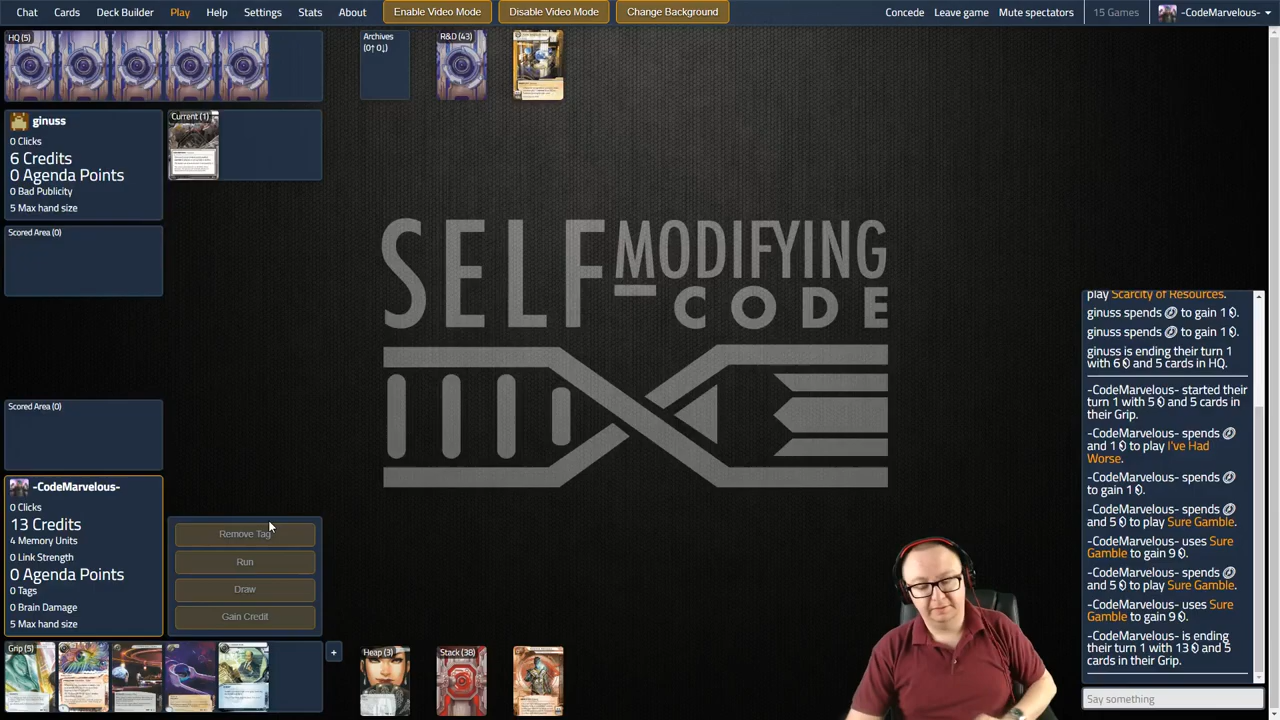 Chat
Cards
Deck Builder
Play
Help
Settings
Stats
About
Enable Video Mode
Disable Video Mode
Change Background
Concede
Leave game
Mute spectators
15 Games
-CodeMarvelous-
HQ (5)
Archives
(0↑ 0↓)
R&D (43)
ginuss
0 Clicks
6 Credits
0 Agenda Points
0 Bad Publicity
5 Max hand size
Current (1)
Scored Area (0)
SELF-MODIFYING
CODE
Scored Area (0)
-CodeMarvelous-
0 Clicks
13 Credits
4 Memory Units
0 Link Strength
0 Agenda Points
0 Tags
0 Brain Damage
5 Max hand size
Remove Tag
Run
Draw
Gain Credit
Grip (5)
+
Heap (3)
Stack (38)
play Scarcity of Resources.
ginuss spends to gain 1 .
ginuss spends to gain 1 .
ginuss is ending their turn 1
with 6 and 5 cards in HQ.
-CodeMarvelous- started their
turn 1 with 5 and 5 cards in
their Grip.
-CodeMarvelous- spends
and 1 to play I've Had
Worse.
-CodeMarvelous- spends
to gain 1 .
-CodeMarvelous- spends
and 5 to play Sure Gamble.
-CodeMarvelous- uses Sure
Gamble to gain 9 .
-CodeMarvelous- spends
and 5 to play Sure Gamble.
-CodeMarvelous- uses Sure
Gamble to gain 9 .
-CodeMarvelous- is ending
their turn 1 with 13 and 5
cards in their Grip.
Say something